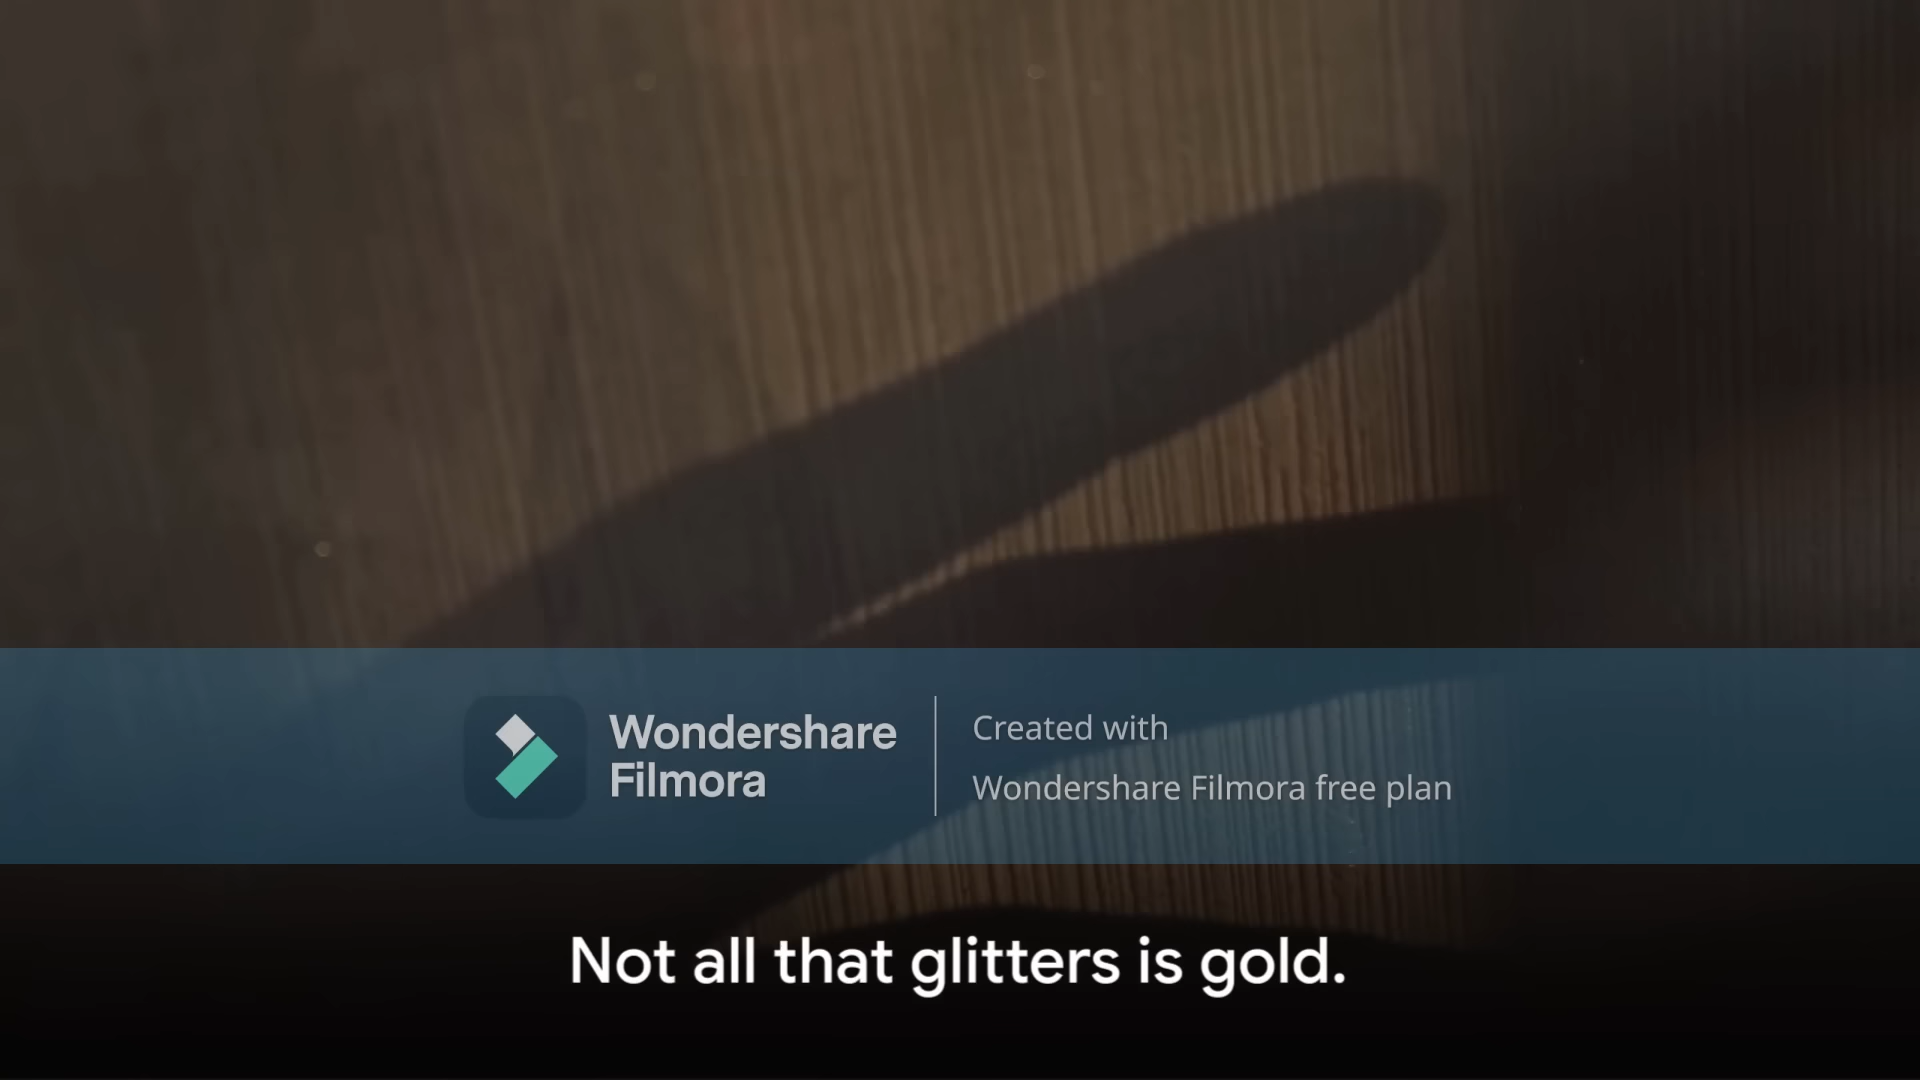 Wondershare
Filmora
Created with
Wondershare Filmora free plan
Not all that glitters is gold.